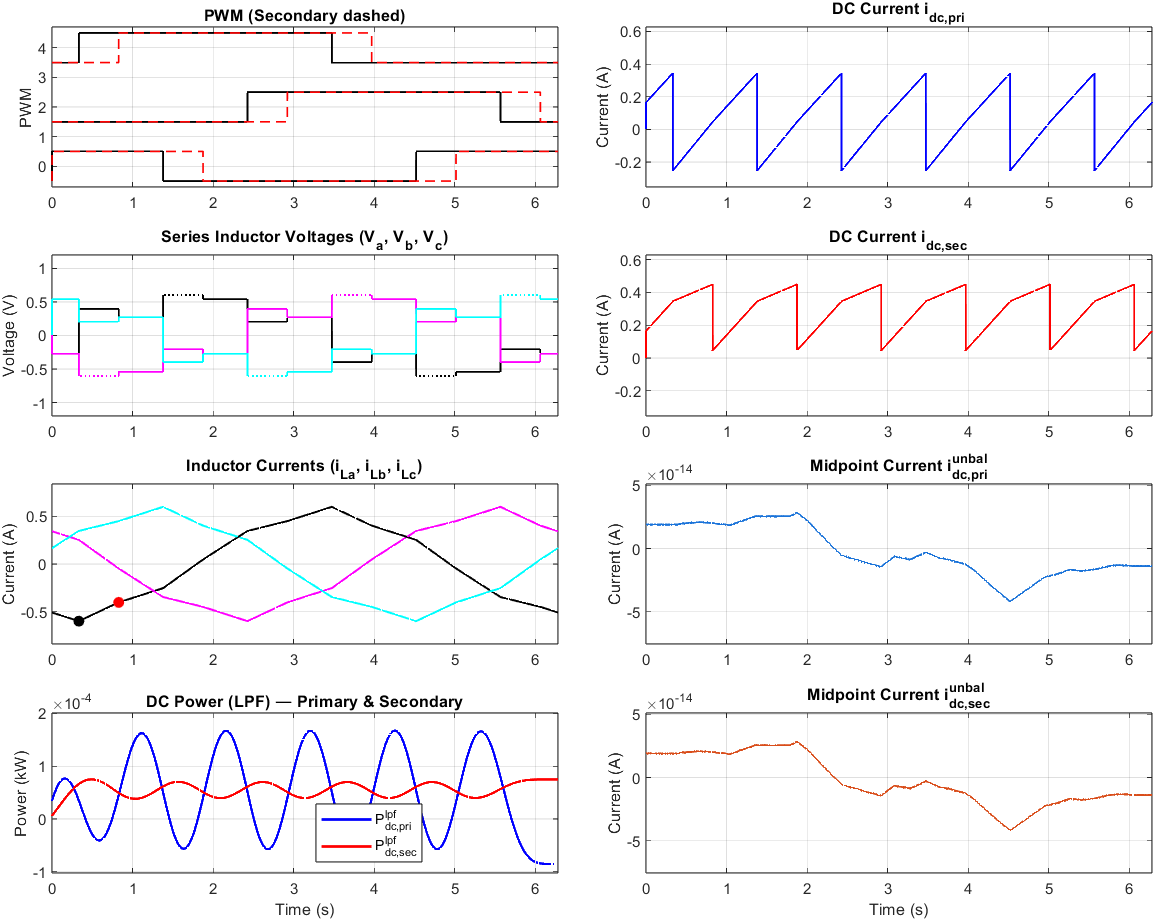 PWM (Secondary dashed)
PWM
4
3
2
1
0
0 1 2 3 4 5 6
DC Current i_dc,pri
Current (A)
0.6
0.4
0.2
0
-0.2
0 1 2 3 4 5 6
Series Inductor Voltages (V_a, V_b, V_c)
Voltage (V)
1
0.5
0
-0.5
-1
0 1 2 3 4 5 6
DC Current i_dc,sec
Current (A)
0.6
0.4
0.2
0
-0.2
0 1 2 3 4 5 6
Inductor Currents (i_La, i_Lb, i_Lc)
Current (A)
0.5
0
-0.5
0 1 2 3 4 5 6
Midpoint Current i_dc,pri^unbal
×10^-14
Current (A)
5
0
-5
0 1 2 3 4 5 6
DC Power (LPF) — Primary & Secondary
×10^-4
Power (kW)
2
1
0
-1
P_dc,pri^lpf
P_dc,sec^lpf
0 1 2 3 4 5 6
Time (s)
Midpoint Current i_dc,sec^unbal
×10^-14
Current (A)
5
0
-5
0 1 2 3 4 5 6
Time (s)